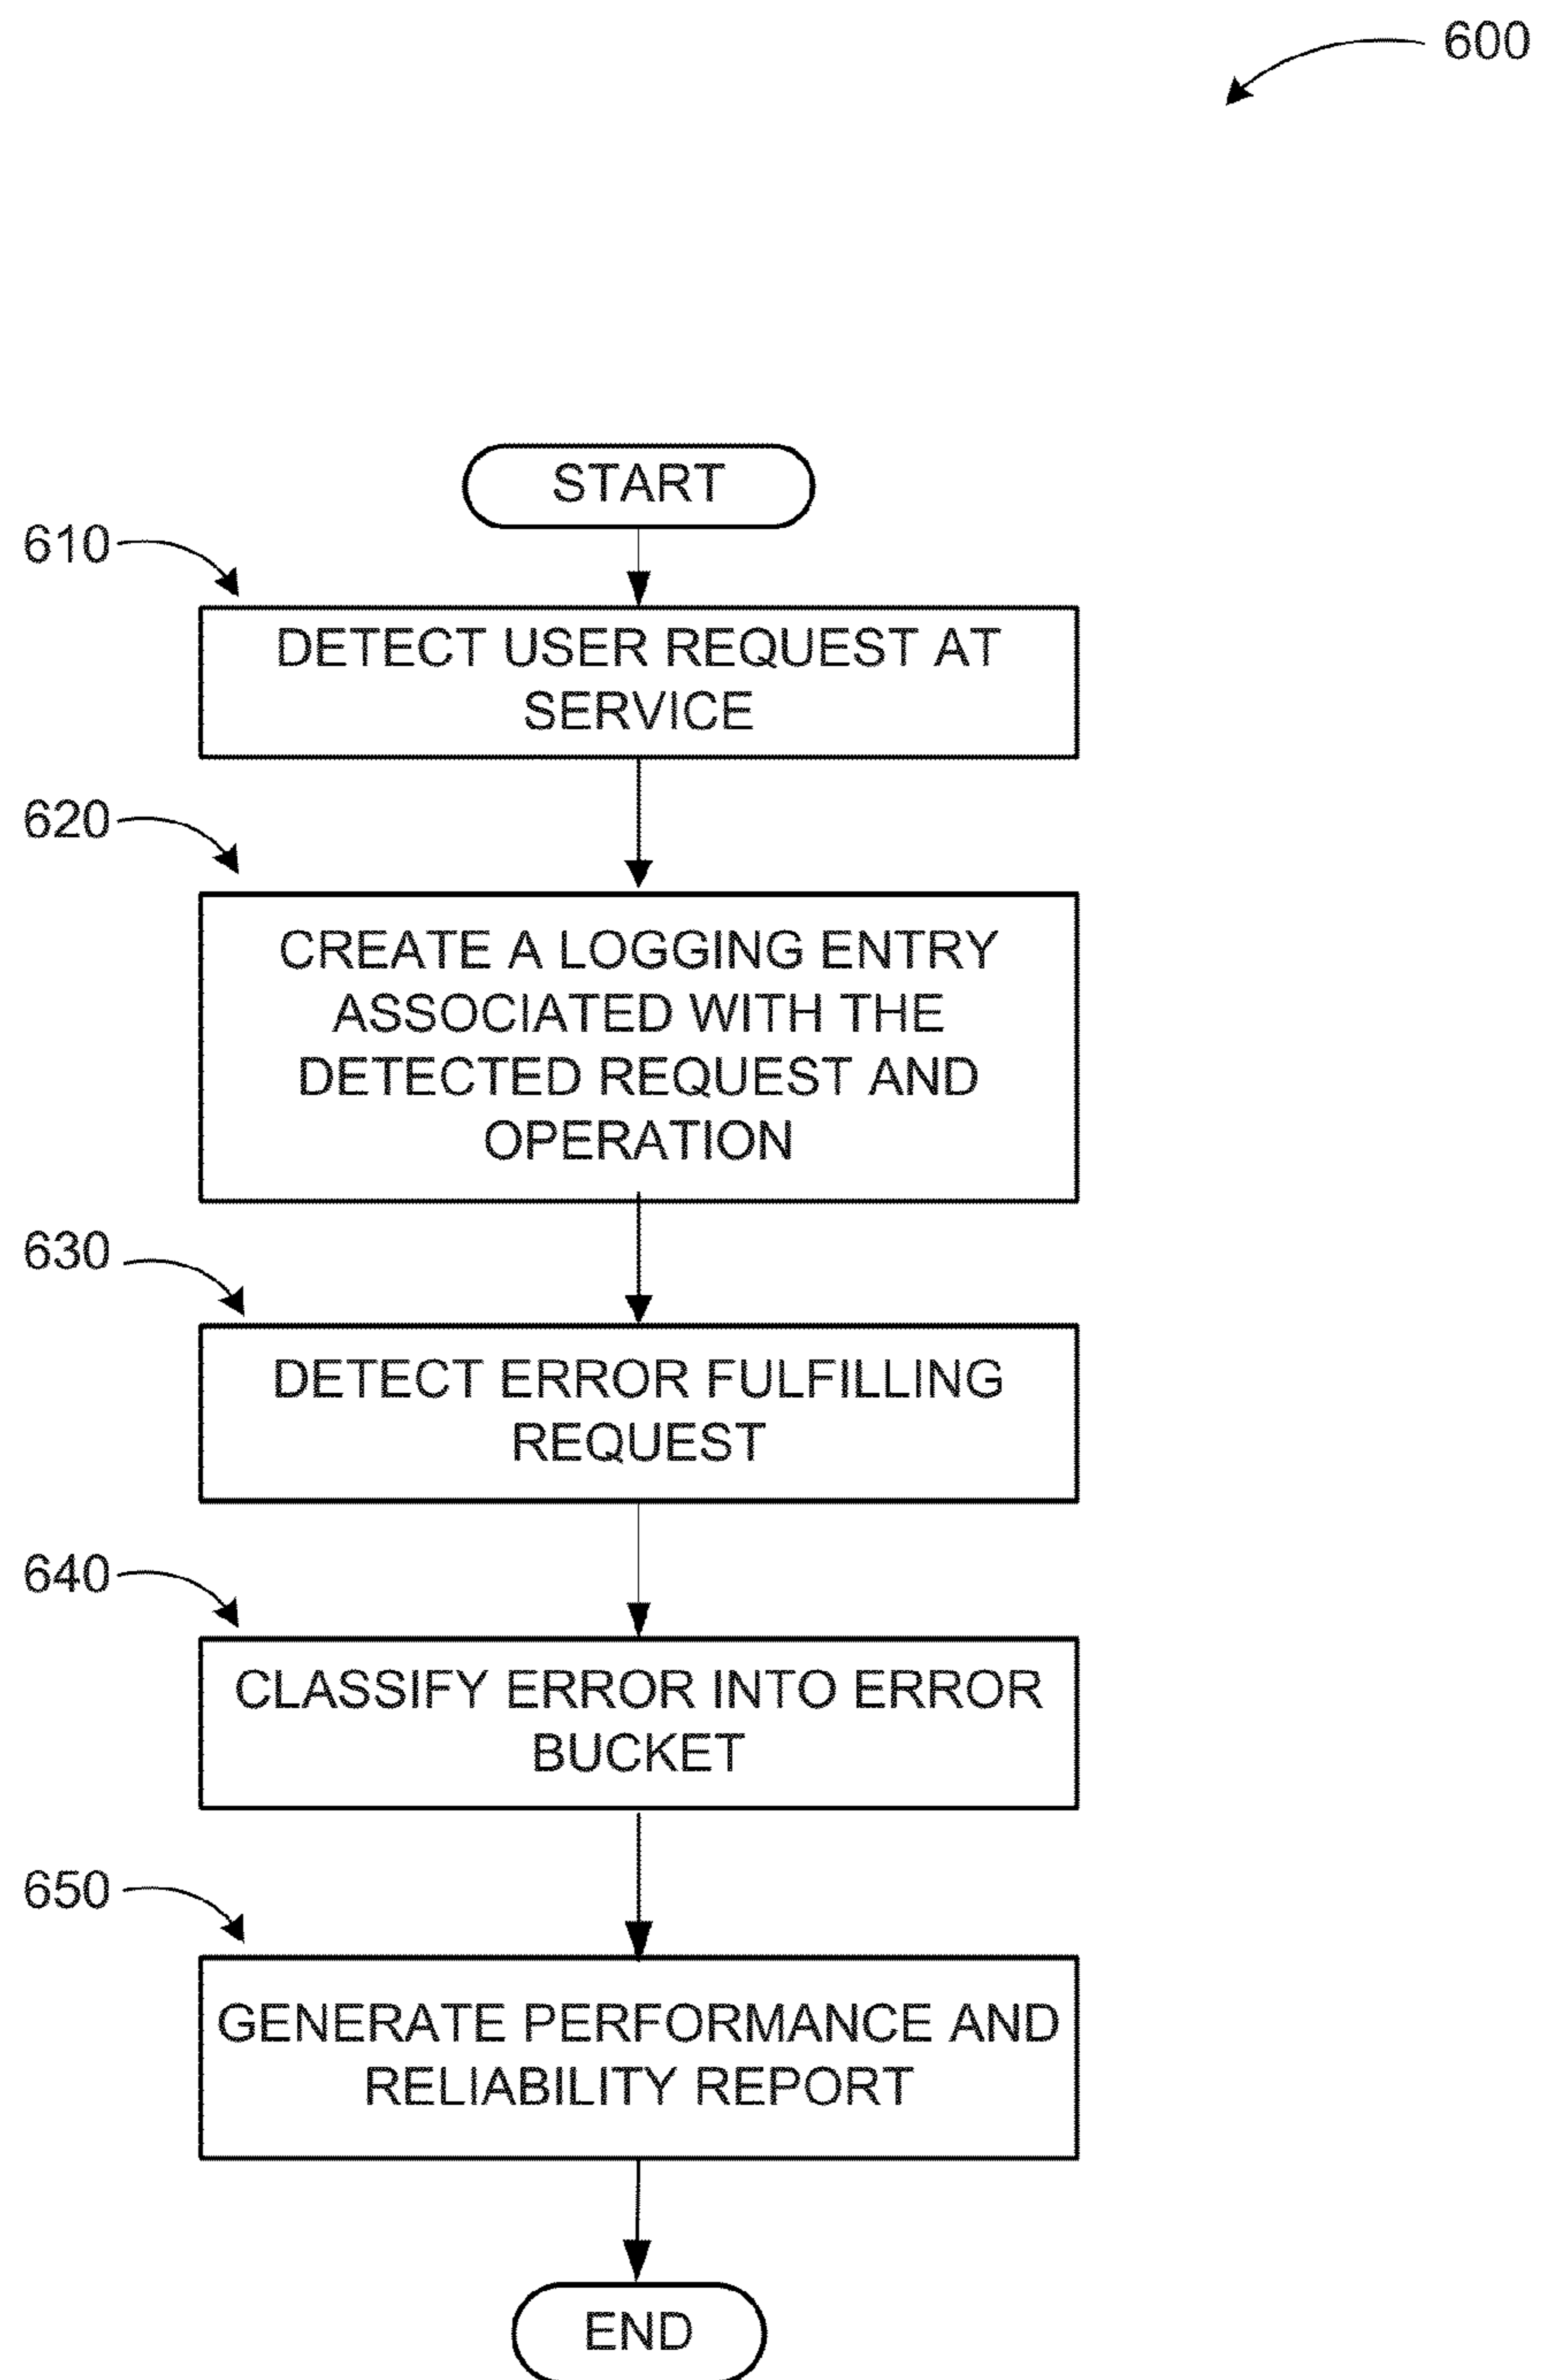 600
START
610
DETECT USER REQUEST AT
SERVICE
620
CREATE A LOGGING ENTRY
ASSOCIATED WITH THE
DETECTED REQUEST AND
OPERATION
630
DETECT ERROR FULFILLING
REQUEST
640
CLASSIFY ERROR INTO ERROR
BUCKET
650
GENERATE PERFORMANCE AND
RELIABILITY REPORT
END